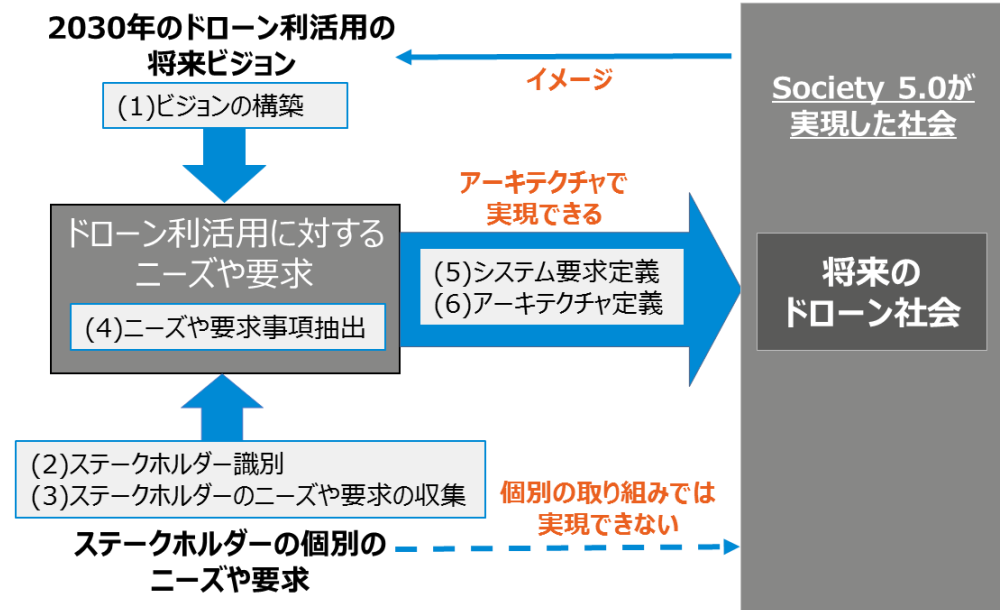 2030年のドローン利活用の
将来ビジョン
(1)ビジョンの構築
イメージ
Society 5.0が
実現した社会
ドローン利活用に対する
ニーズや要求
(4)ニーズや要求事項抽出
アーキテクチャで
実現できる
(5)システム要求定義
(6)アーキテクチャ定義
将来の
ドローン社会
(2)ステークホルダー識別
(3)ステークホルダーのニーズや要求の収集
ステークホルダーの個別の
ニーズや要求
個別の取り組みでは
実現できない